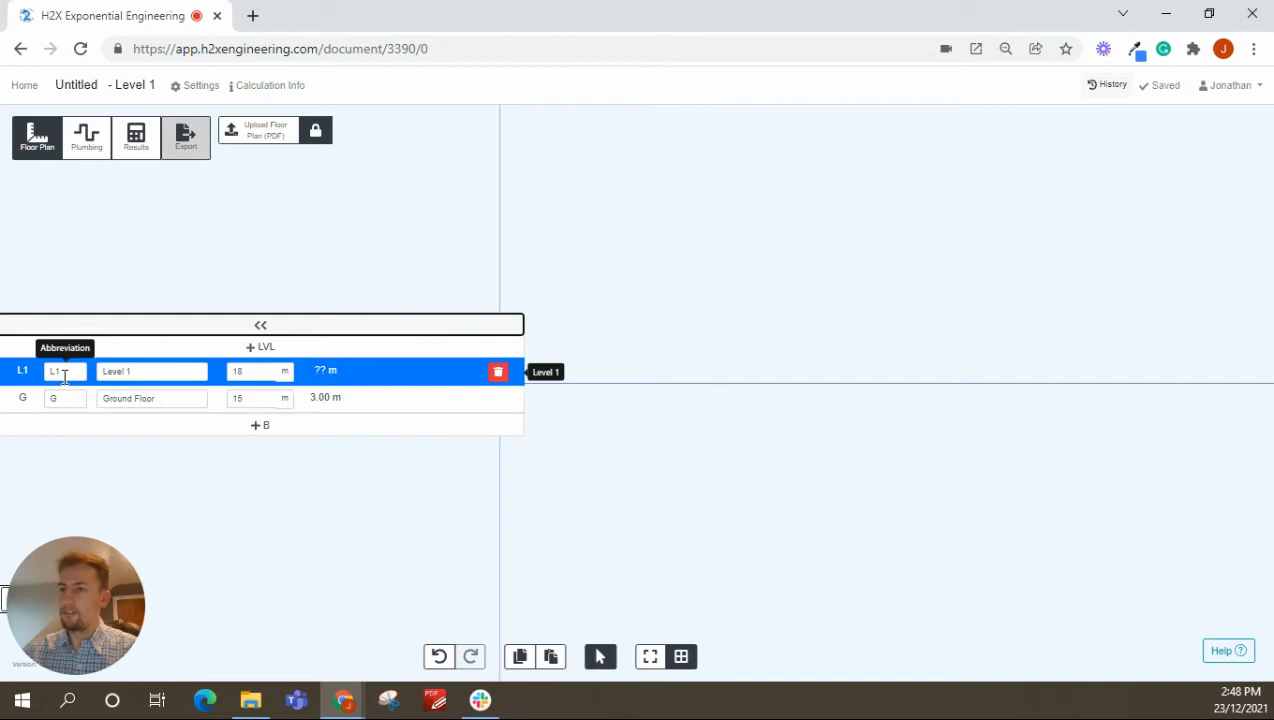 H2X Exponential Engineering
https://app.h2xengineering.com/document/3390/0
J
Home
Untitled - Level 1
Settings
Calculation Info
History
Saved
Jonathan
Floor Plan
Plumbing
Results
Export
Upload Floor
Plan (PDF)
LVL
Abbreviation
L1
L1
Level 1
18
m
?? m
Level 1
G
G
Ground Floor
15
m
3.00 m
B
Help
2:48 PM
23/12/2021